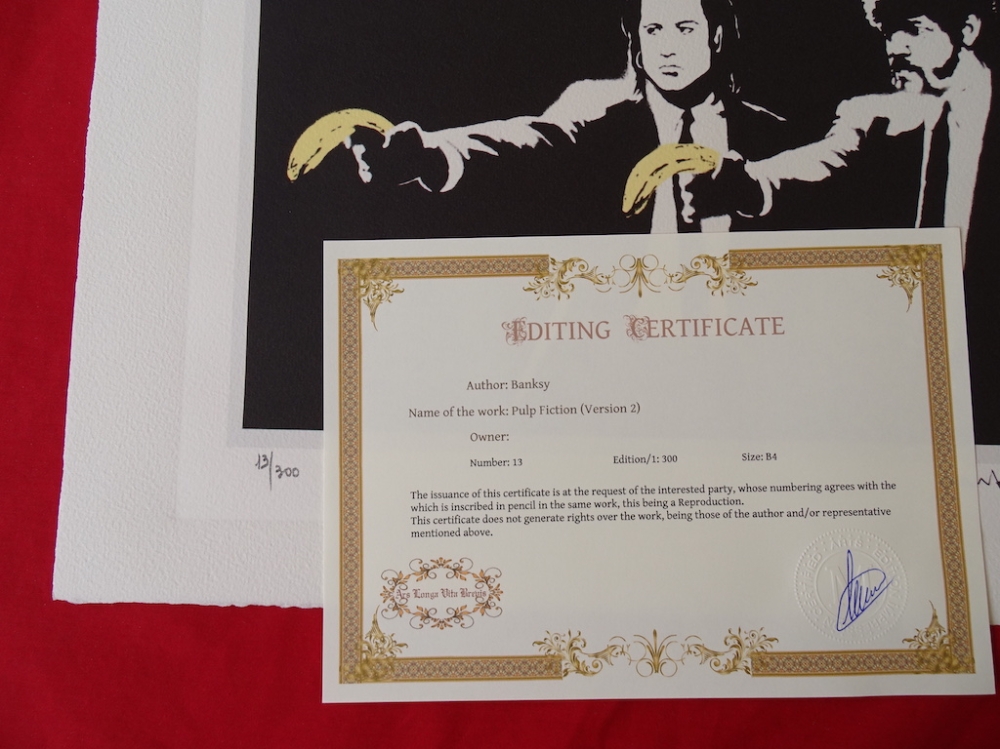 13/300
EDITING CERTIFICATE
Author: Banksy
Name of the work: Pulp Fiction (Version 2)
Owner:
Number: 13 Edition/1: 300 Size: B4
The issuance of this certificate is at the request of the interested party, whose numbering agrees with the
which is inscribed in pencil in the same work, this being a Reproduction.
This certificate does not generate rights over the work, being those of the author and/or representative
mentioned above.
Ars Longa Vita Brevis